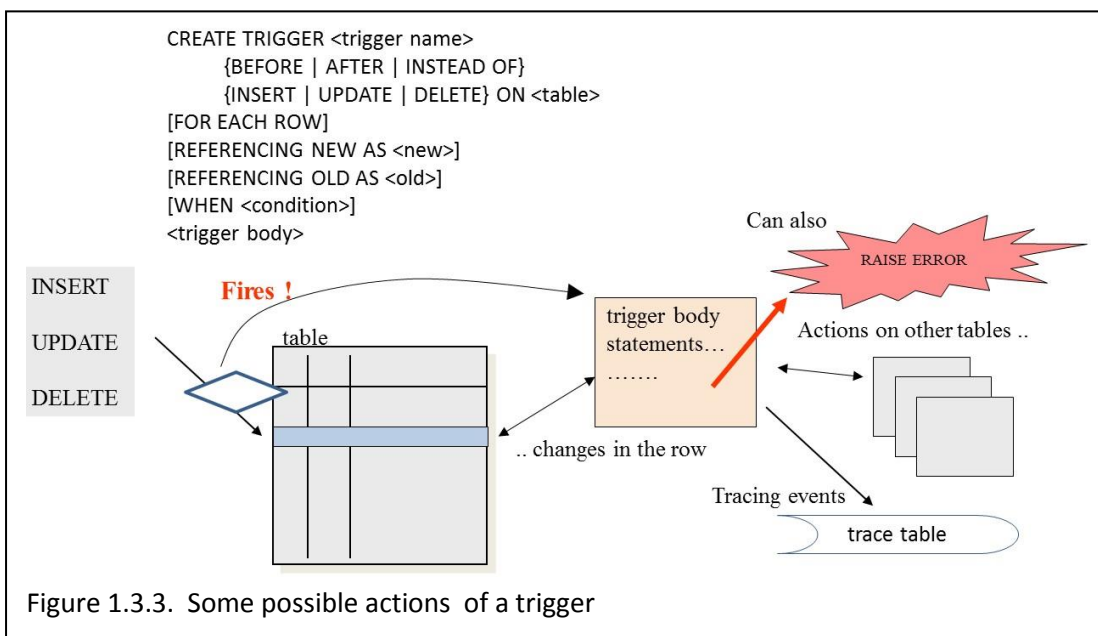 CREATE TRIGGER <trigger name>
{BEFORE | AFTER | INSTEAD OF}
{INSERT | UPDATE | DELETE} ON <table>
[FOR EACH ROW]
[REFERENCING NEW AS <new>]
[REFERENCING OLD AS <old>]
[WHEN <condition>]
<trigger body>
Can also
RAISE ERROR
INSERT
UPDATE
DELETE
Fires !
table
trigger body
statements…
…….
Actions on other tables ..
.. changes in the row
Tracing events
trace table
Figure 1.3.3. Some possible actions of a trigger